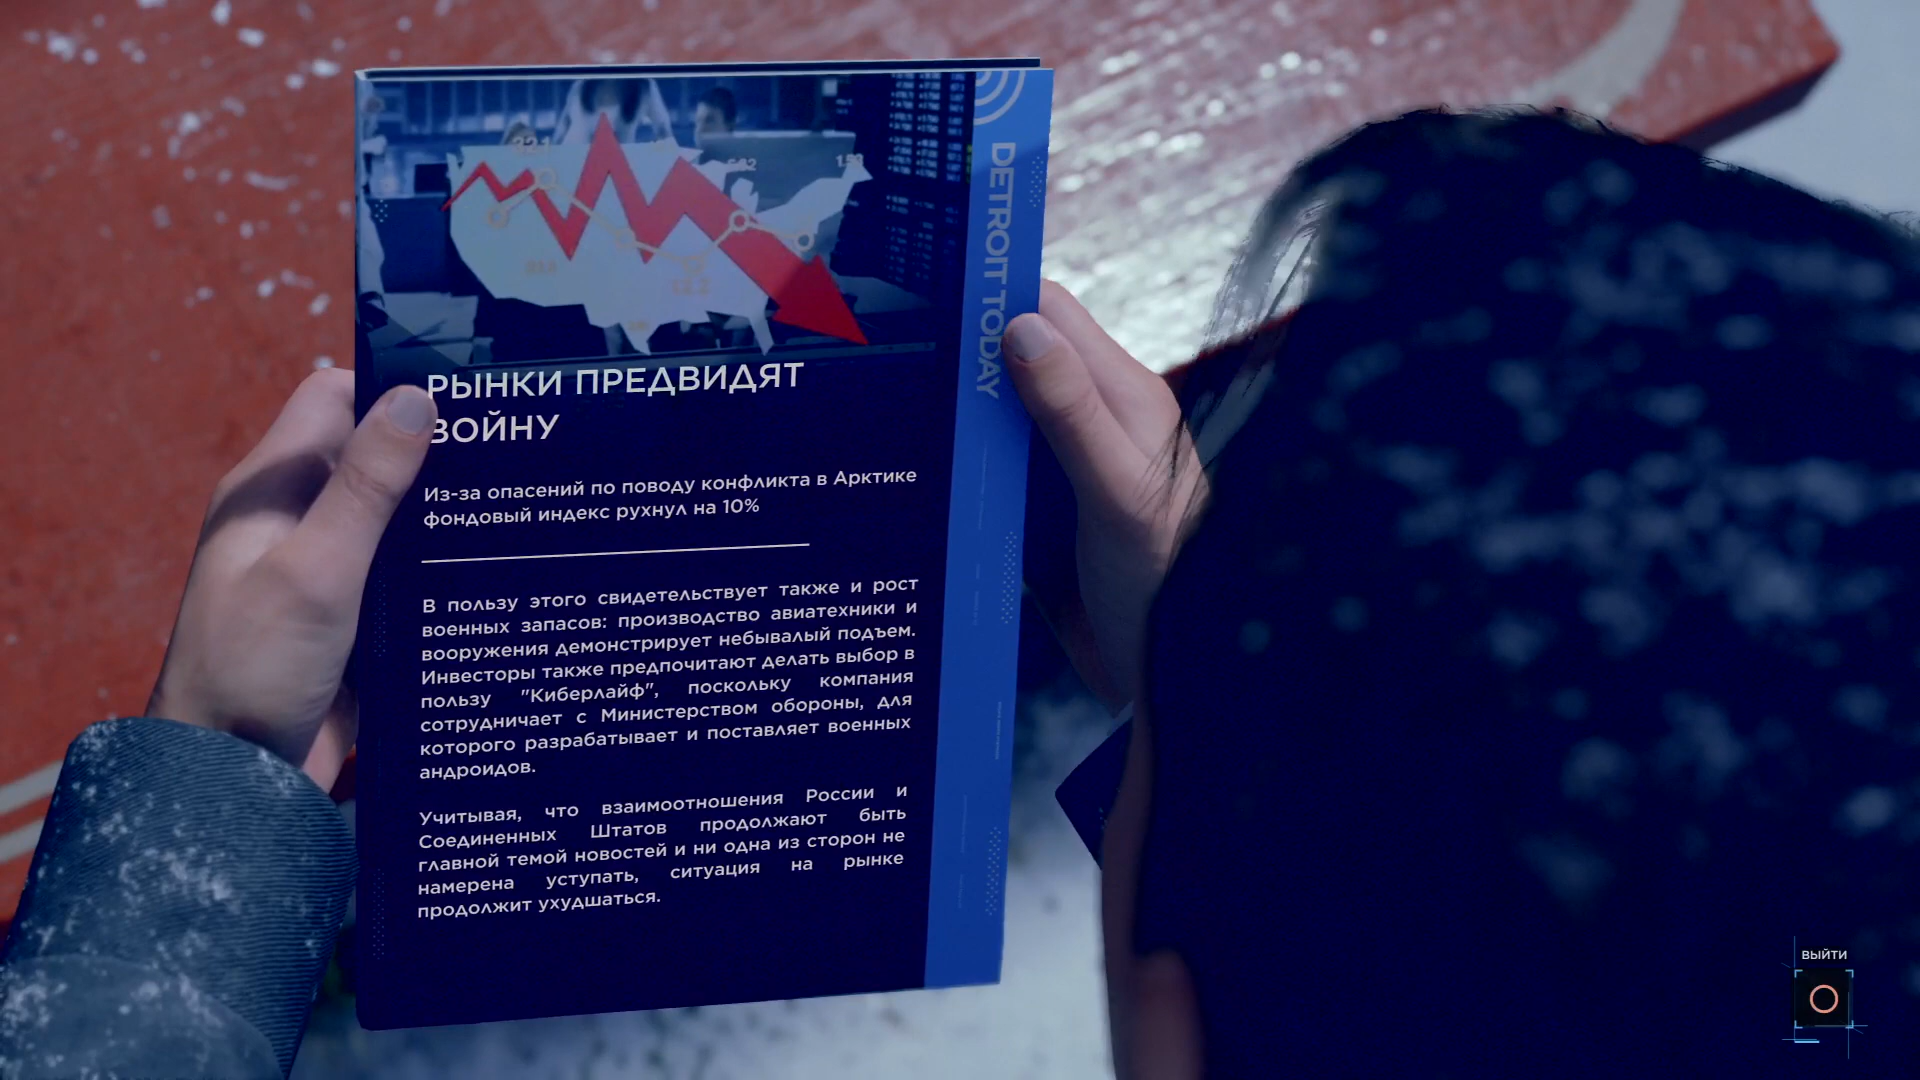 DETROIT TODAY
РЫНКИ ПРЕДВИДЯТ
ВОЙНУ
Из-за опасений по поводу конфликта в Арктике
фондовый индекс рухнул на 10%
В пользу этого свидетельствует также и рост
военных запасов: производство авиатехники и
вооружения демонстрирует небывалый подъем.
Инвесторы также предпочитают делать выбор в
пользу "Киберлайф", поскольку компания
сотрудничает с Министерством обороны, для
которого разрабатывает и поставляет военных
андроидов.
Учитывая, что взаимоотношения России и
Соединенных Штатов продолжают быть
главной темой новостей и ни одна из сторон не
намерена уступать, ситуация на рынке
продолжит ухудшаться.
ВЫЙТИ